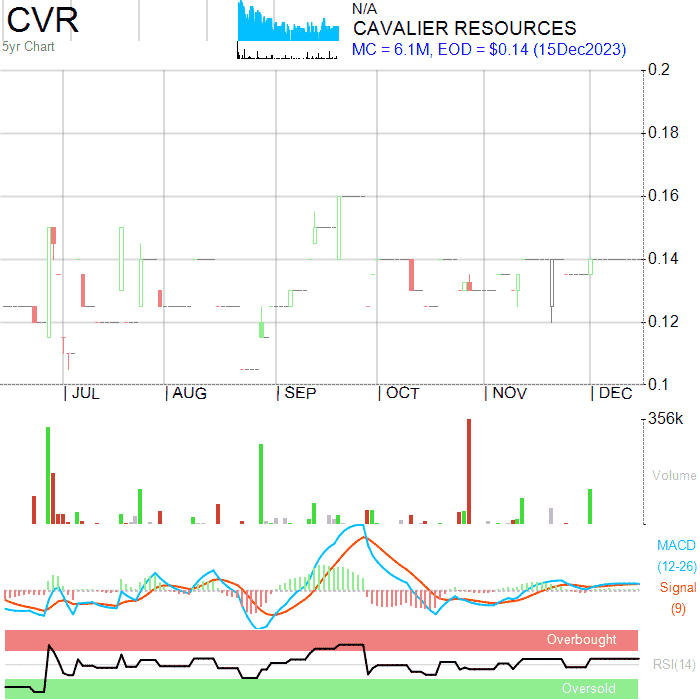 CVR
5yr Chart
N/A
CAVALIER RESOURCES
MC = 6.1M, EOD = $0.14 (15Dec2023)
0.2
0.18
0.16
0.14
0.12
0.1
JUL AUG SEP OCT NOV DEC
356k
Volume
MACD
(12-26)
Signal
(9)
Overbought
RSI(14)
Oversold